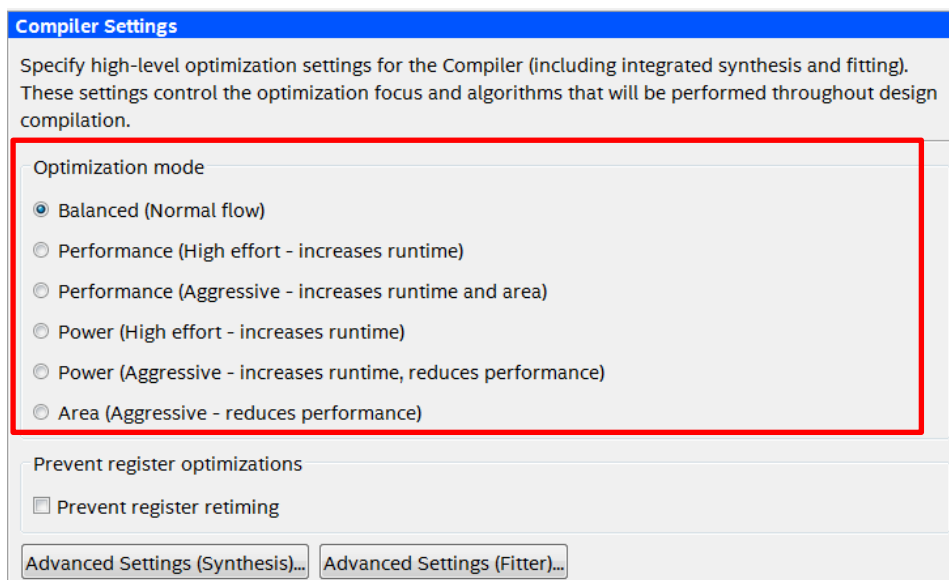 Compiler Settings
Specify high-level optimization settings for the Compiler (including integrated synthesis and fitting).
These settings control the optimization focus and algorithms that will be performed throughout design
compilation.
Optimization mode
Balanced (Normal flow)
Performance (High effort - increases runtime)
Performance (Aggressive - increases runtime and area)
Power (High effort - increases runtime)
Power (Aggressive - increases runtime, reduces performance)
Area (Aggressive - reduces performance)
Prevent register optimizations
Prevent register retiming
Advanced Settings (Synthesis)... Advanced Settings (Fitter)...